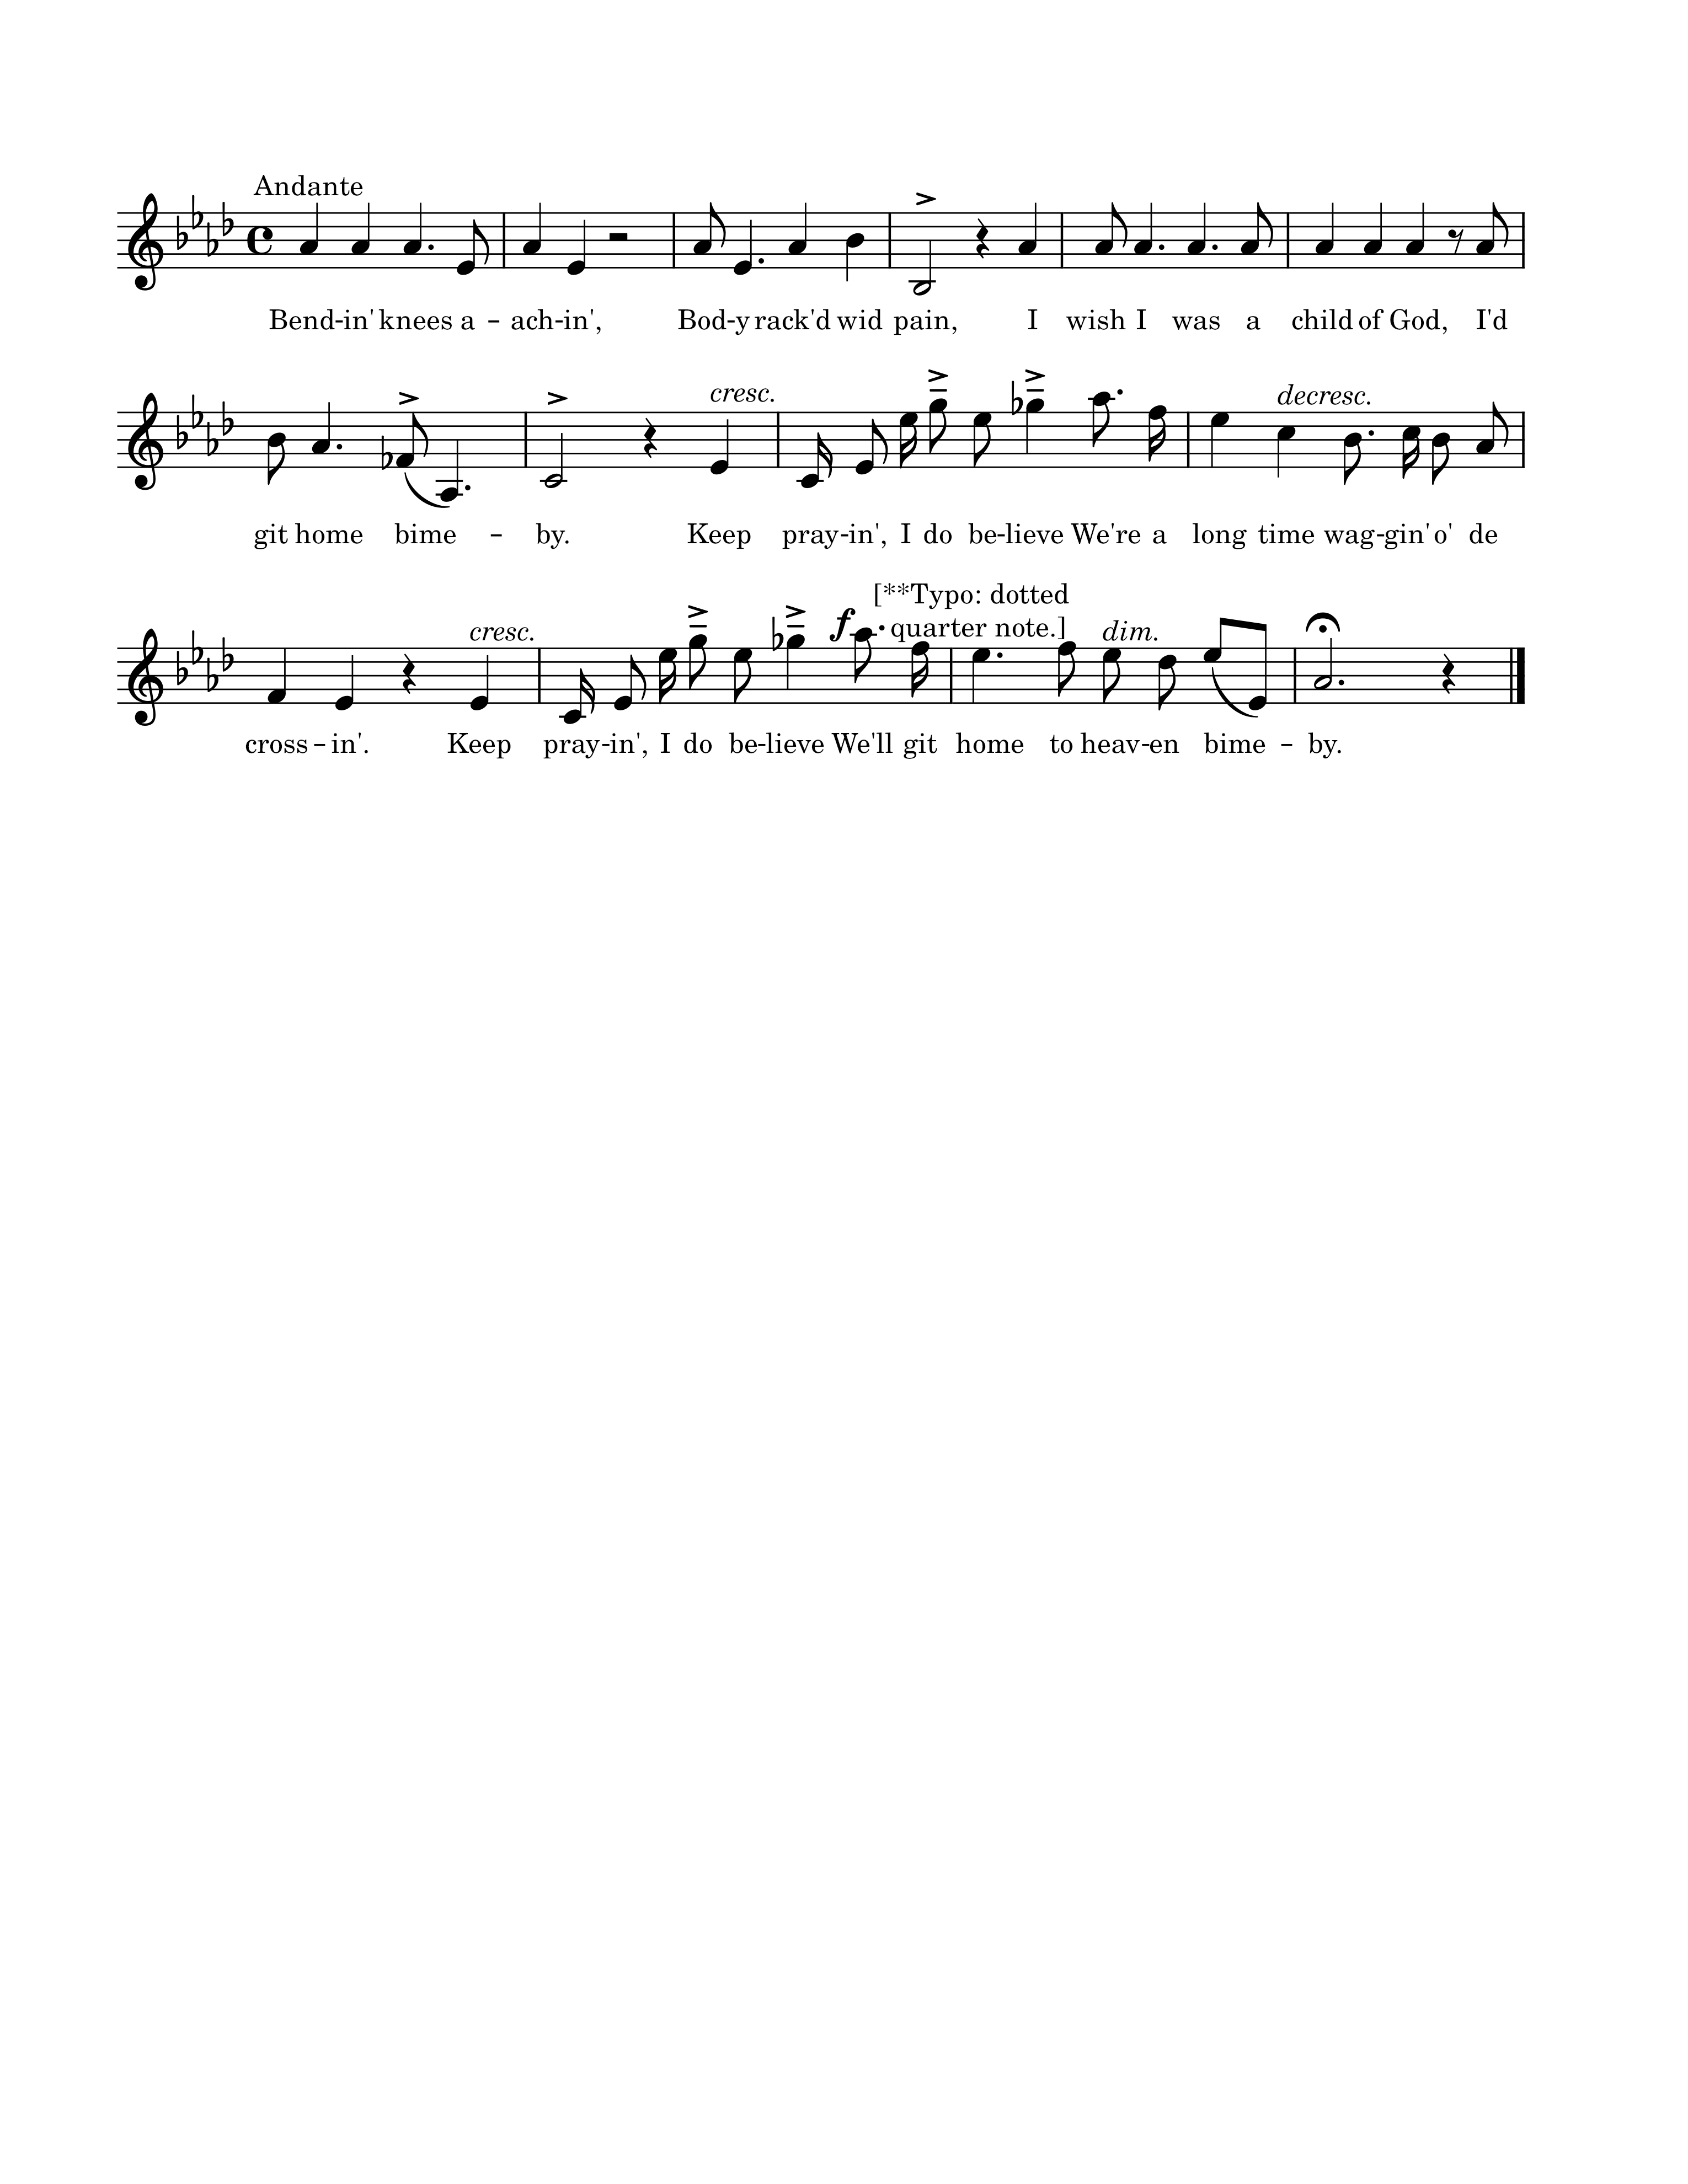 Andante
Bend-in' knees a – ach-in', Bod-y rack'd wid pain, I wish I was a child of God, I'd
cresc. decresc.
git home bime – by. Keep pray-in', I do be-lieve We're a long time wag-gin' o' de
[**Typo: dotted
cresc. f quarter note.] dim.
cross – in'. Keep pray-in', I do be-lieve We'll git home to heav-en bime – by.